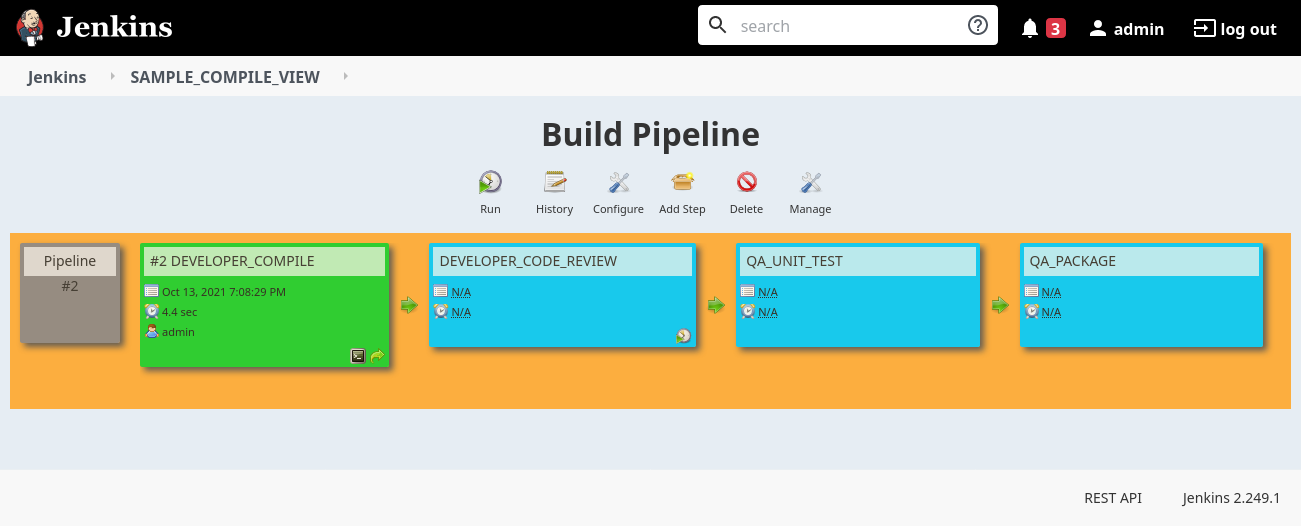 Jenkins
search
3
admin
log out
Jenkins
SAMPLE_COMPILE_VIEW
Build Pipeline
Run
History
Configure
Add Step
Delete
Manage
Pipeline
#2
#2 DEVELOPER_COMPILE
Oct 13, 2021 7:08:29 PM
4.4 sec
admin
DEVELOPER_CODE_REVIEW
N/A
N/A
QA_UNIT_TEST
N/A
N/A
QA_PACKAGE
N/A
N/A
REST API
Jenkins 2.249.1